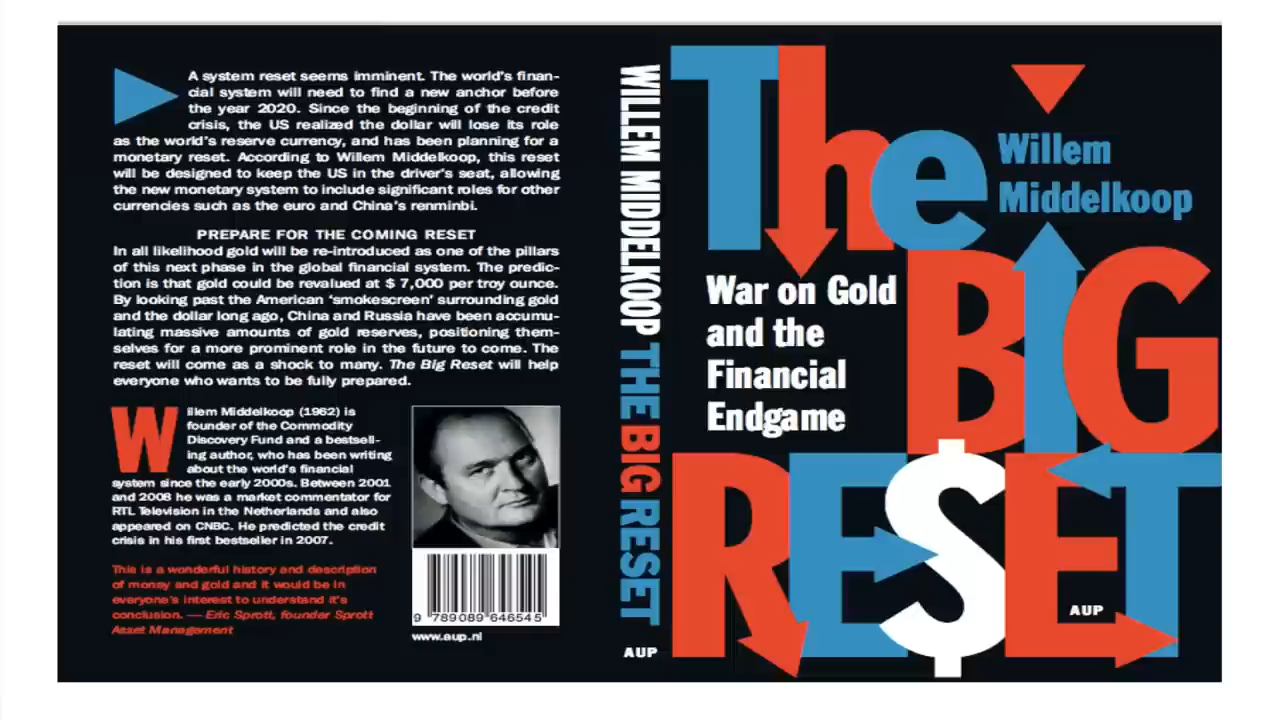 A system reset seems imminent. The world's finan-
cial system will need to find a new anchor before
the year 2020. Since the beginning of the credit
crisis, the US realized the dollar will lose its role
as the world's reserve currency, and has been planning for a
monetary reset. According to Willem Middelkoop, this reset
will be designed to keep the US in the driver's seat, allowing
the new monetary system to include significant roles for other
currencies such as the euro and China's renminbi.
PREPARE FOR THE COMING RESET
In all likelihood gold will be re-introduced as one of the pillars
of this next phase in the global financial system. The predic-
tion is that gold could be revalued at $ 7,000 per troy ounce.
By looking past the American 'smokescreen' surrounding gold
and the dollar long ago, China and Russia have been accumu-
lating massive amounts of gold reserves, positioning them-
selves for a more prominent role in the future to come. The
reset will come as a shock to many. The Big Reset will help
everyone who wants to be fully prepared.
Willem Middelkoop (1962) is
founder of the Commodity
Discovery Fund and a bestsell-
ing author, who has been writing
about the world's financial
system since the early 2000s. Between 2001
and 2008 he was a market commentator for
RTL Television in the Netherlands and also
appeared on CNBC. He predicted the credit
crisis in his first bestseller in 2007.
This is a wonderful history and description
of money and gold and it would be in
everyone's interest to understand it's
conclusion. — Eric Sprott, founder Sprott
Asset Management
9 789089 646545
www.aup.nl
WILLEM MIDDELKOOP THE BIG RESET
AUP
The
Willem
Middelkoop
BIG
War on Gold
and the
Financial
Endgame
RE$ET
AUP